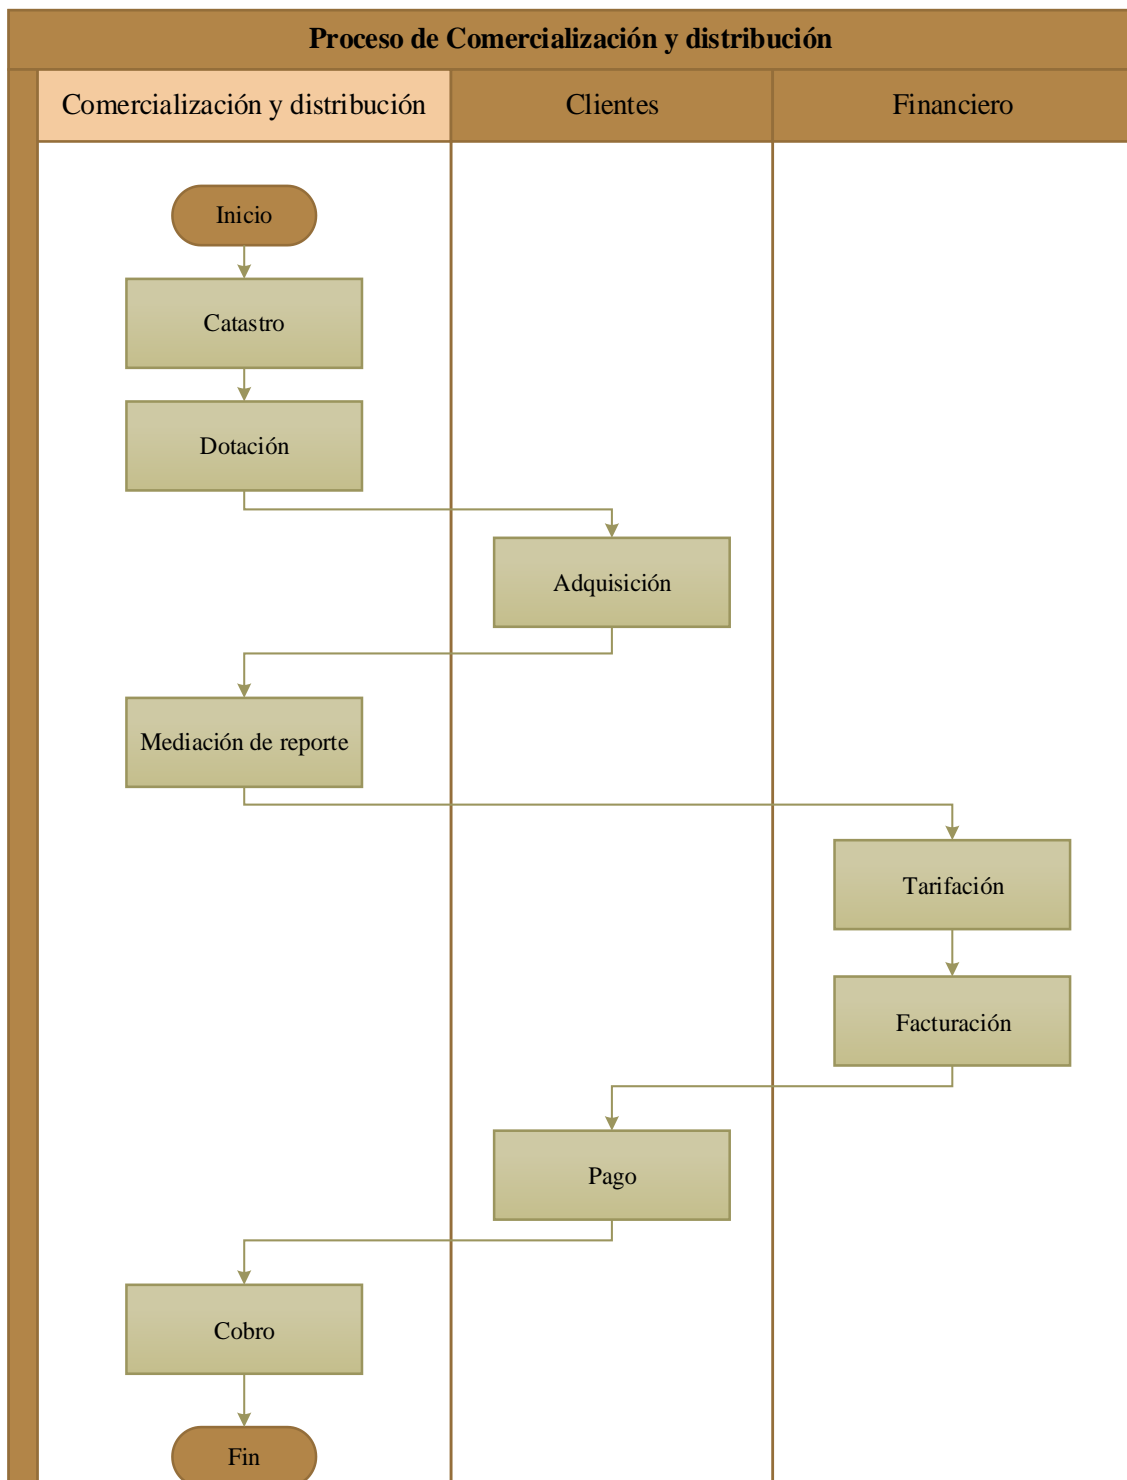 Proceso de Comercialización y distribución
Comercialización y distribución
Clientes
Financiero
Inicio
Catastro
Dotación
Adquisición
Mediación de reporte
Tarifación
Facturación
Pago
Cobro
Fin